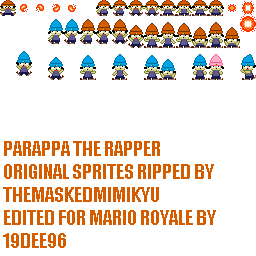 PARAPPA THE RAPPER
ORIGINAL SPRITES RIPPED BY
THEMASKEDMIMIKYU
EDITED FOR MARIO ROYALE BY
19DEE96